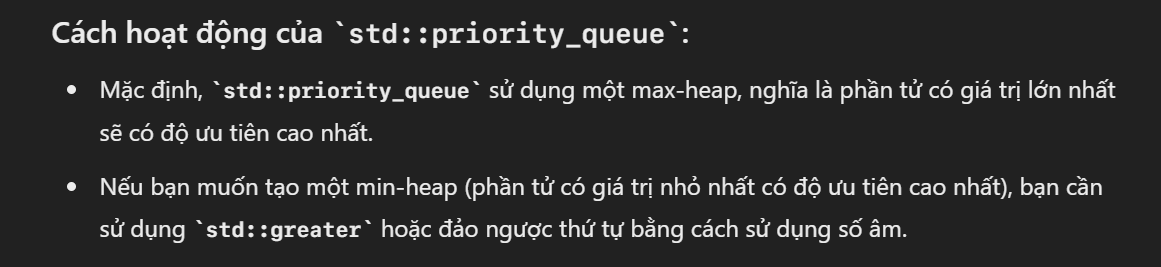 Cách hoạt động của `std::priority_queue`:
• Mặc định, `std::priority_queue` sử dụng một max-heap, nghĩa là phần tử có giá trị lớn nhất
sẽ có độ ưu tiên cao nhất.
• Nếu bạn muốn tạo một min-heap (phần tử có giá trị nhỏ nhất có độ ưu tiên cao nhất), bạn cần
sử dụng `std::greater` hoặc đảo ngược thứ tự bằng cách sử dụng số âm.